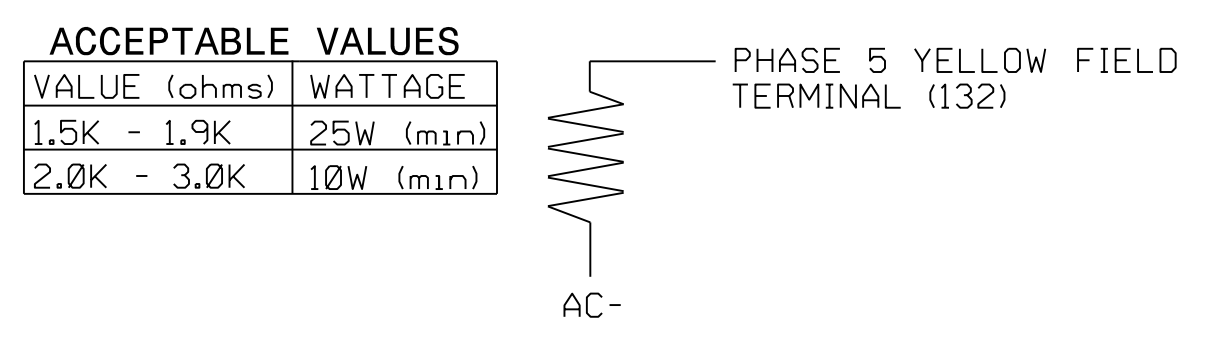 ACCEPTABLE VALUES
VALUE (ohms) WATTAGE
1.5K - 1.9K 25W (min)
2.0K - 3.0K 10W (min)
PHASE 5 YELLOW FIELD
TERMINAL (132)
AC-